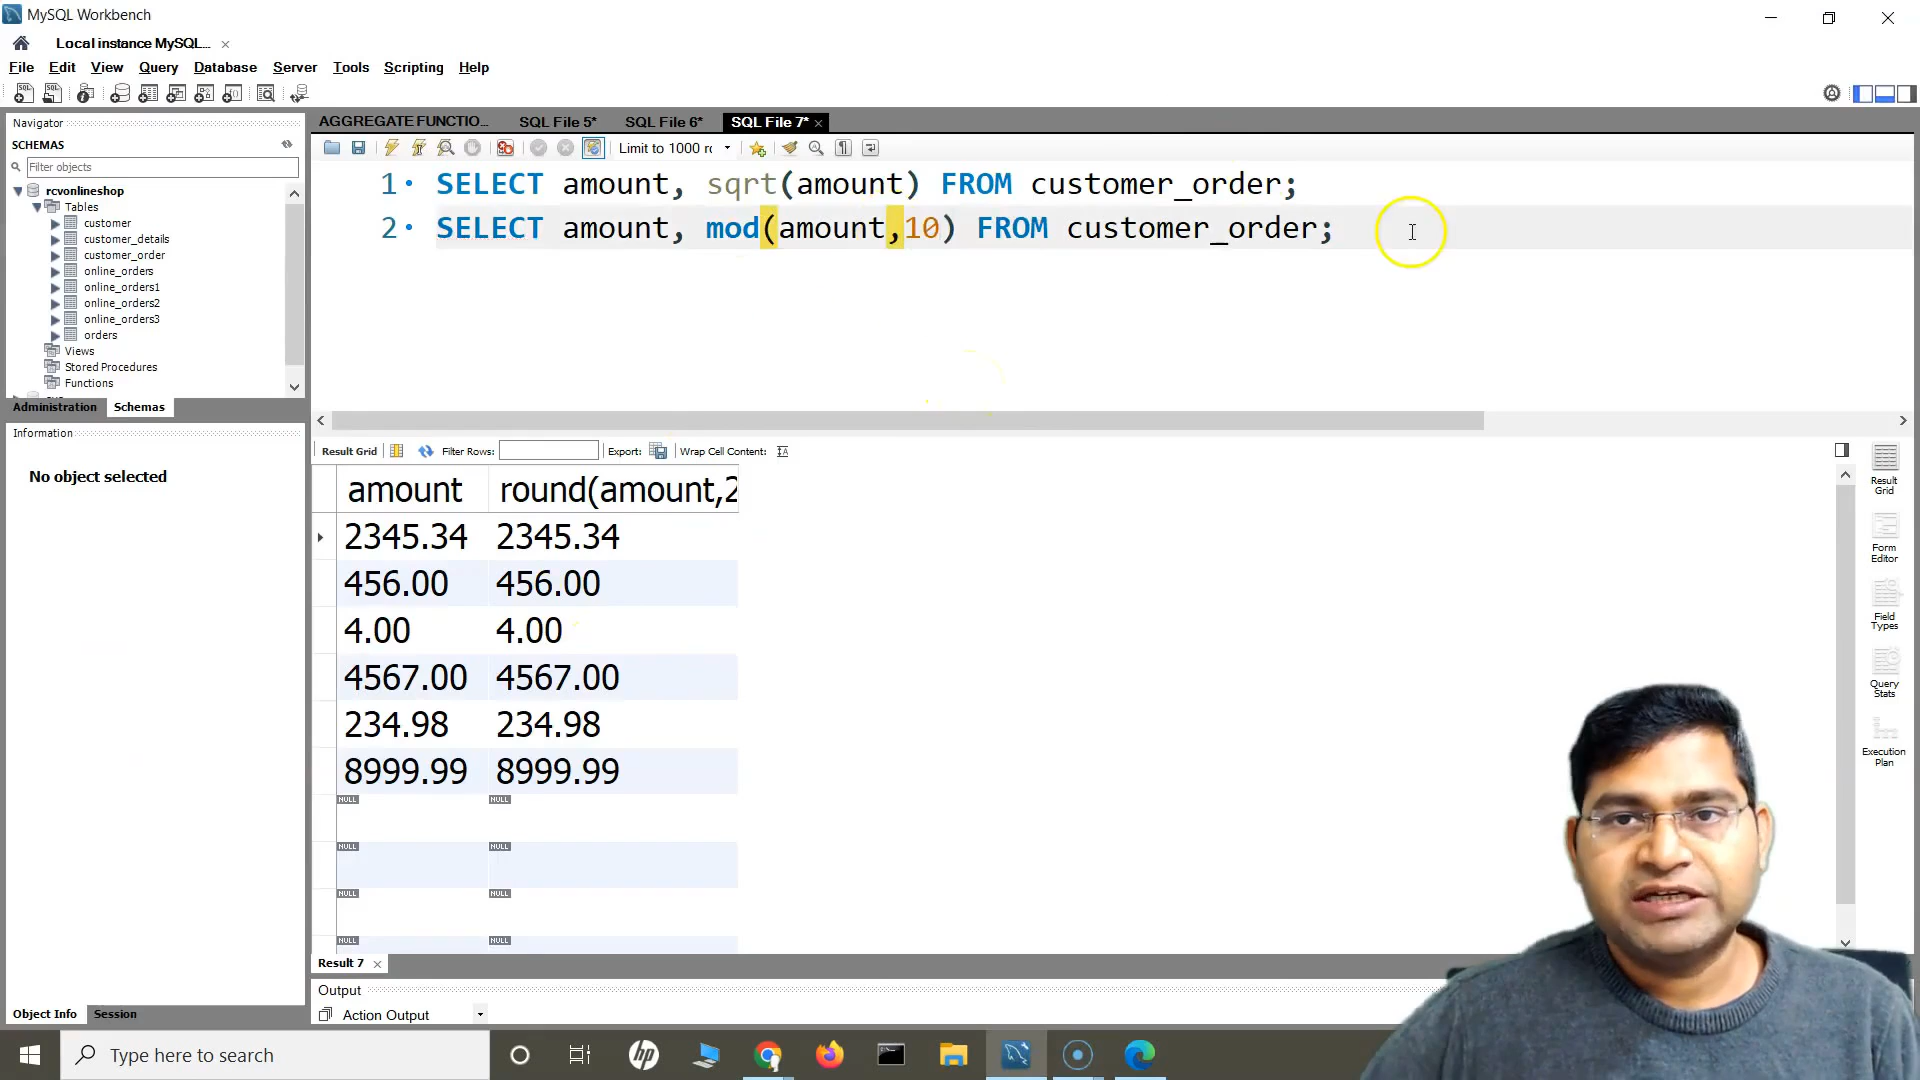 MySQL Workbench
Local instance MySQL...
File Edit View Query Database Server Tools Scripting Help
Navigator
SCHEMAS
Filter objects
rcvonlineshop
Tables
customer
customer_details
customer_order
online_orders
online_orders1
online_orders2
online_orders3
orders
Views
Stored Procedures
Functions
Administration Schemas
Information
No object selected
Object Info Session
AGGREGATE FUNCTIO... SQL File 5* SQL File 6* SQL File 7*
Limit to 1000 rc
1 SELECT amount, sqrt(amount) FROM customer_order;
2 SELECT amount, mod(amount,10) FROM customer_order;
Result Grid Filter Rows: Export: Wrap Cell Content:
amount round(amount,2
2345.34 2345.34
456.00 456.00
4.00 4.00
4567.00 4567.00
234.98 234.98
8999.99 8999.99
NULL NULL
NULL NULL
NULL NULL
NULL NULL
Result Grid
Form Editor
Field Types
Query Stats
Execution Plan
Result 7
Output
Action Output
Type here to search